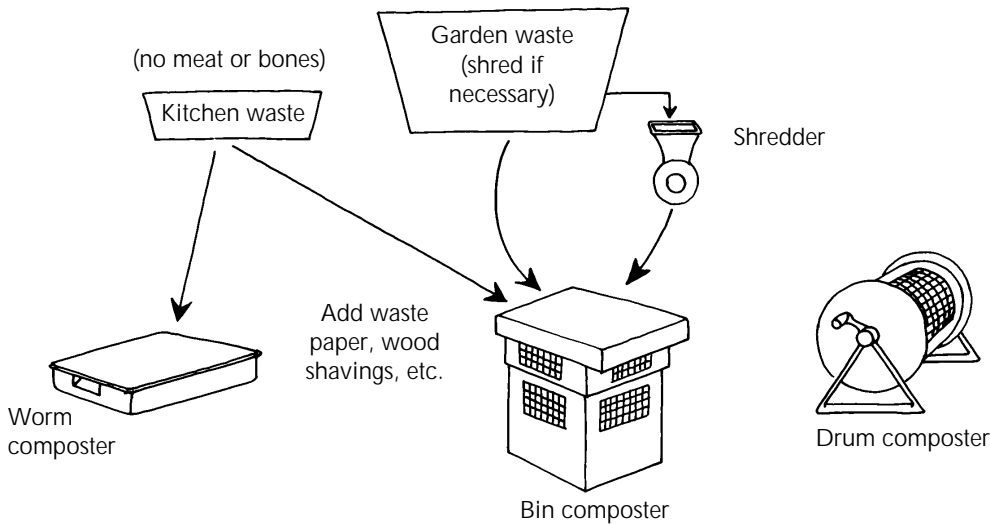 (no meat or bones)
Kitchen waste
Garden waste
(shred if
necessary)
Shredder
Add waste
paper, wood
shavings, etc.
Worm
composter
Bin composter
Drum composter